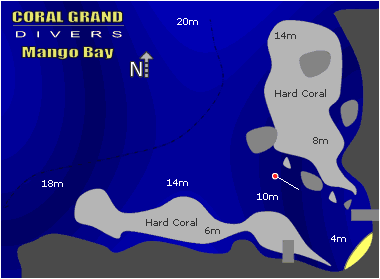 CORAL GRAND
DIVERS
Mango Bay
20m
14m
N
Hard Coral
8m
18m
14m
10m
Hard Coral
6m
4m